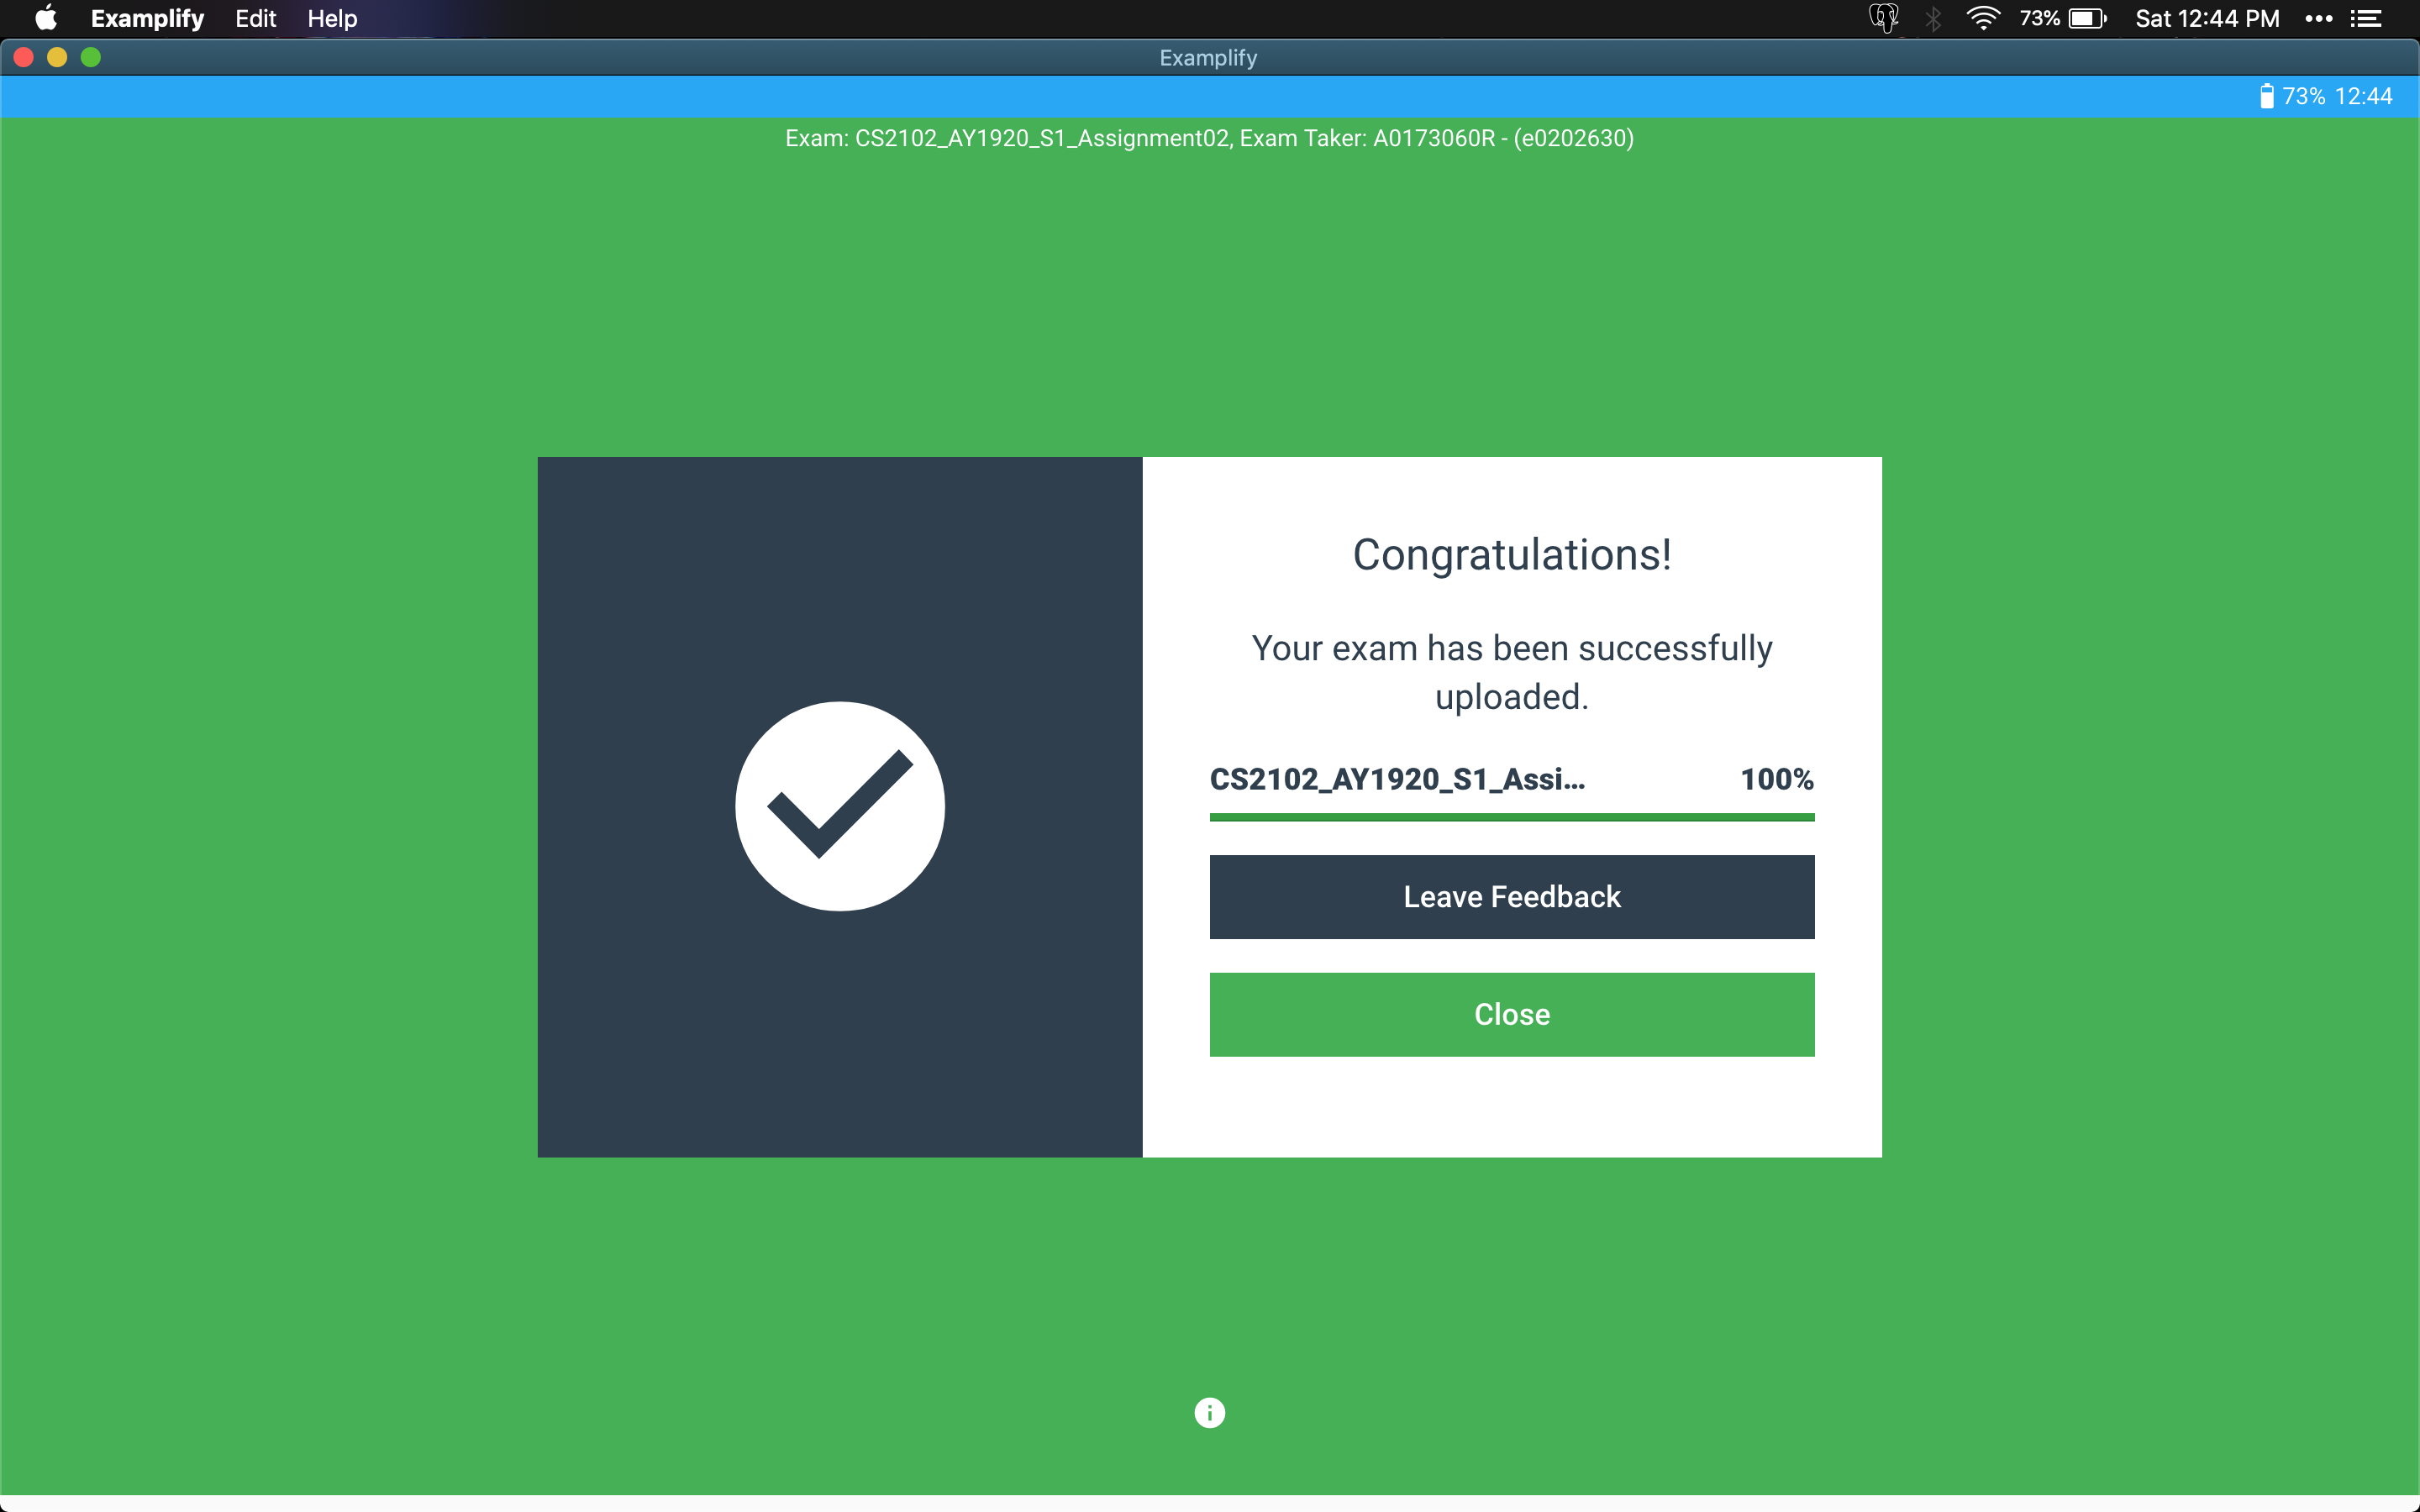 Examplify Edit Help 73% Sat 12:44 PM
Examplify
73% 12:44
Exam: CS2102_AY1920_S1_Assignment02, Exam Taker: A0173060R - (e0202630)
Congratulations!
Your exam has been successfully
uploaded.
CS2102_AY1920_S1_Assi... 100%
Leave Feedback
Close